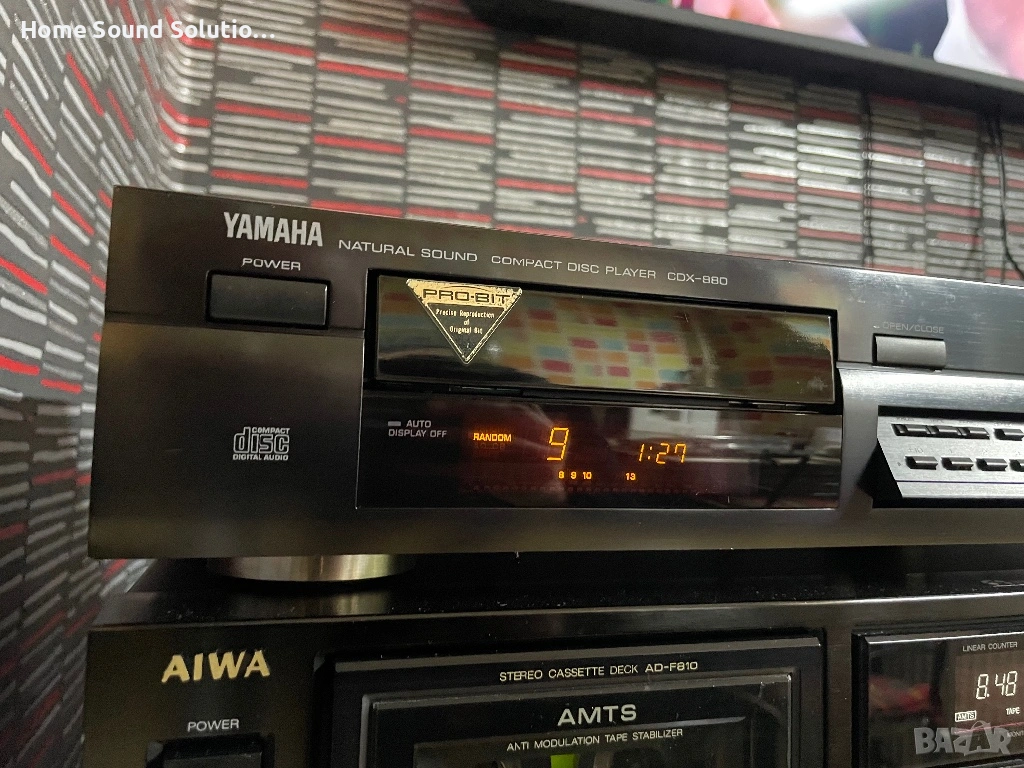 Home Sound Solutio...
YAMAHA
NATURAL SOUND COMPACT DISC PLAYER CDX-880
POWER
PRO-BIT
Precise Reproduction
of
Original Bit
OPEN/CLOSE
AUTO
DISPLAY OFF
RANDOM
9
1:27
8 9 10 13
COMPACT
disc
DIGITAL AUDIO
AIWA
STEREO CASSETTE DECK AD-F810
LINEAR COUNTER
8.48
AMTS
TAPE
POWER
AMTS
ANTI MODULATION TAPE STABILIZER
BAZAR